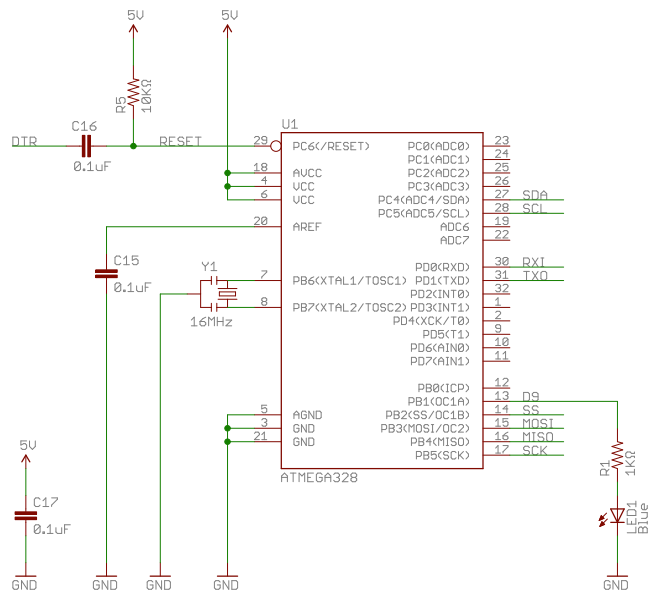 5V
5V
R5
10KΩ
C16
DTR
0.1uF
RESET
U1
29
PC6(/RESET)
18
AVCC
4
VCC
6
VCC
20
AREF
C15
0.1uF
Y1
16MHz
7
PB6(XTAL1/TOSC1)
8
PB7(XTAL2/TOSC2)
5
AGND
3
GND
21
GND
PC0(ADC0)
23
PC1(ADC1)
24
PC2(ADC2)
25
PC3(ADC3)
26
PC4(ADC4/SDA)
27
SDA
PC5(ADC5/SCL)
28
SCL
ADC6
19
ADC7
22
PD0(RXD)
30
RXI
PD1(TXD)
31
TXO
PD2(INT0)
32
PD3(INT1)
1
PD4(XCK/T0)
2
PD5(T1)
9
PD6(AIN0)
10
PD7(AIN1)
11
PB0(ICP)
12
PB1(OC1A)
13
D9
PB2(SS/OC1B)
14
SS
PB3(MOSI/OC2)
15
MOSI
PB4(MISO)
16
MISO
PB5(SCK)
17
SCK
ATMEGA328
R1
1KΩ
LED1
Blue
5V
C17
0.1uF
GND
GND
GND
GND
GND